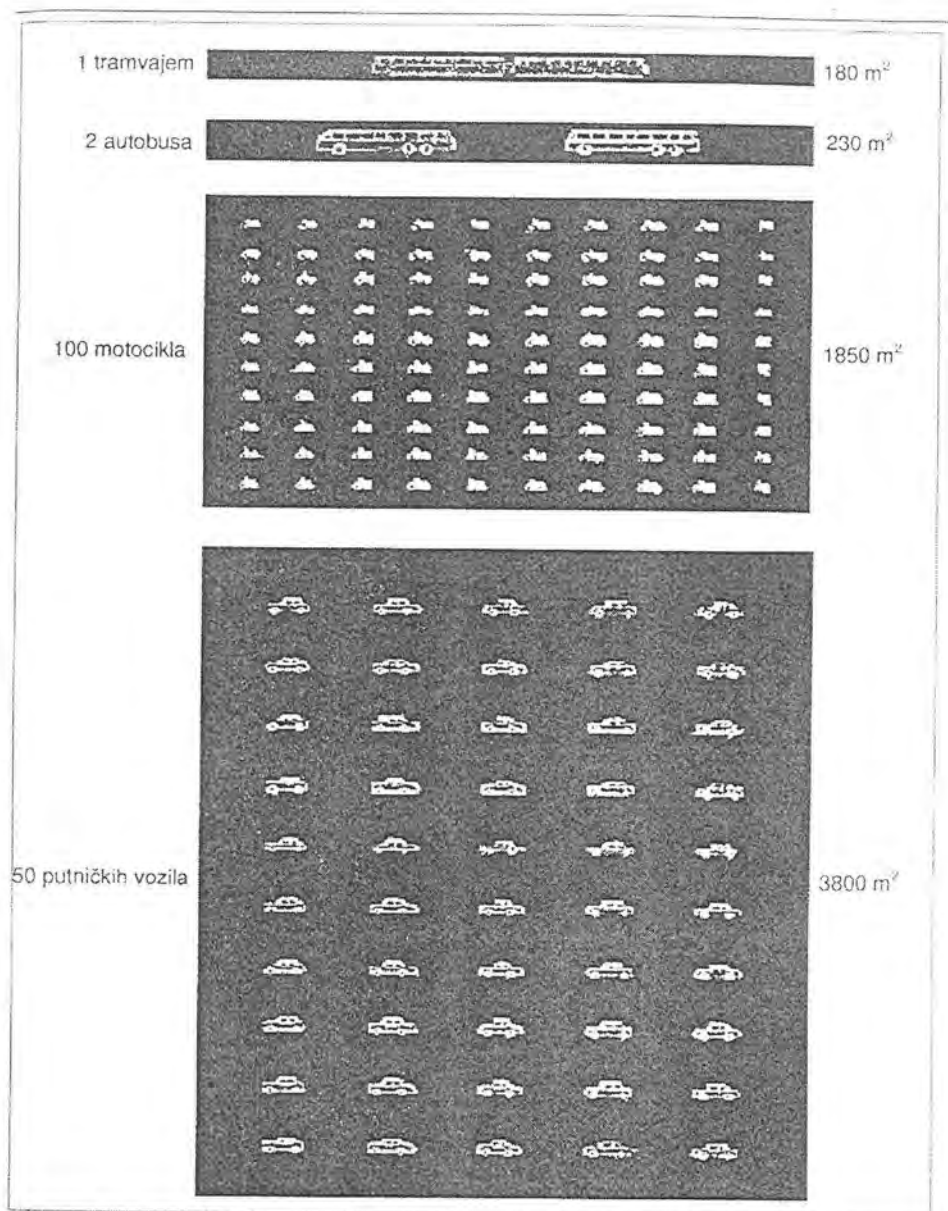 1 tramvajem 180 m²
2 autobusa 230 m²
100 motocikla 1850 m²
50 putničkih vozila 3800 m²